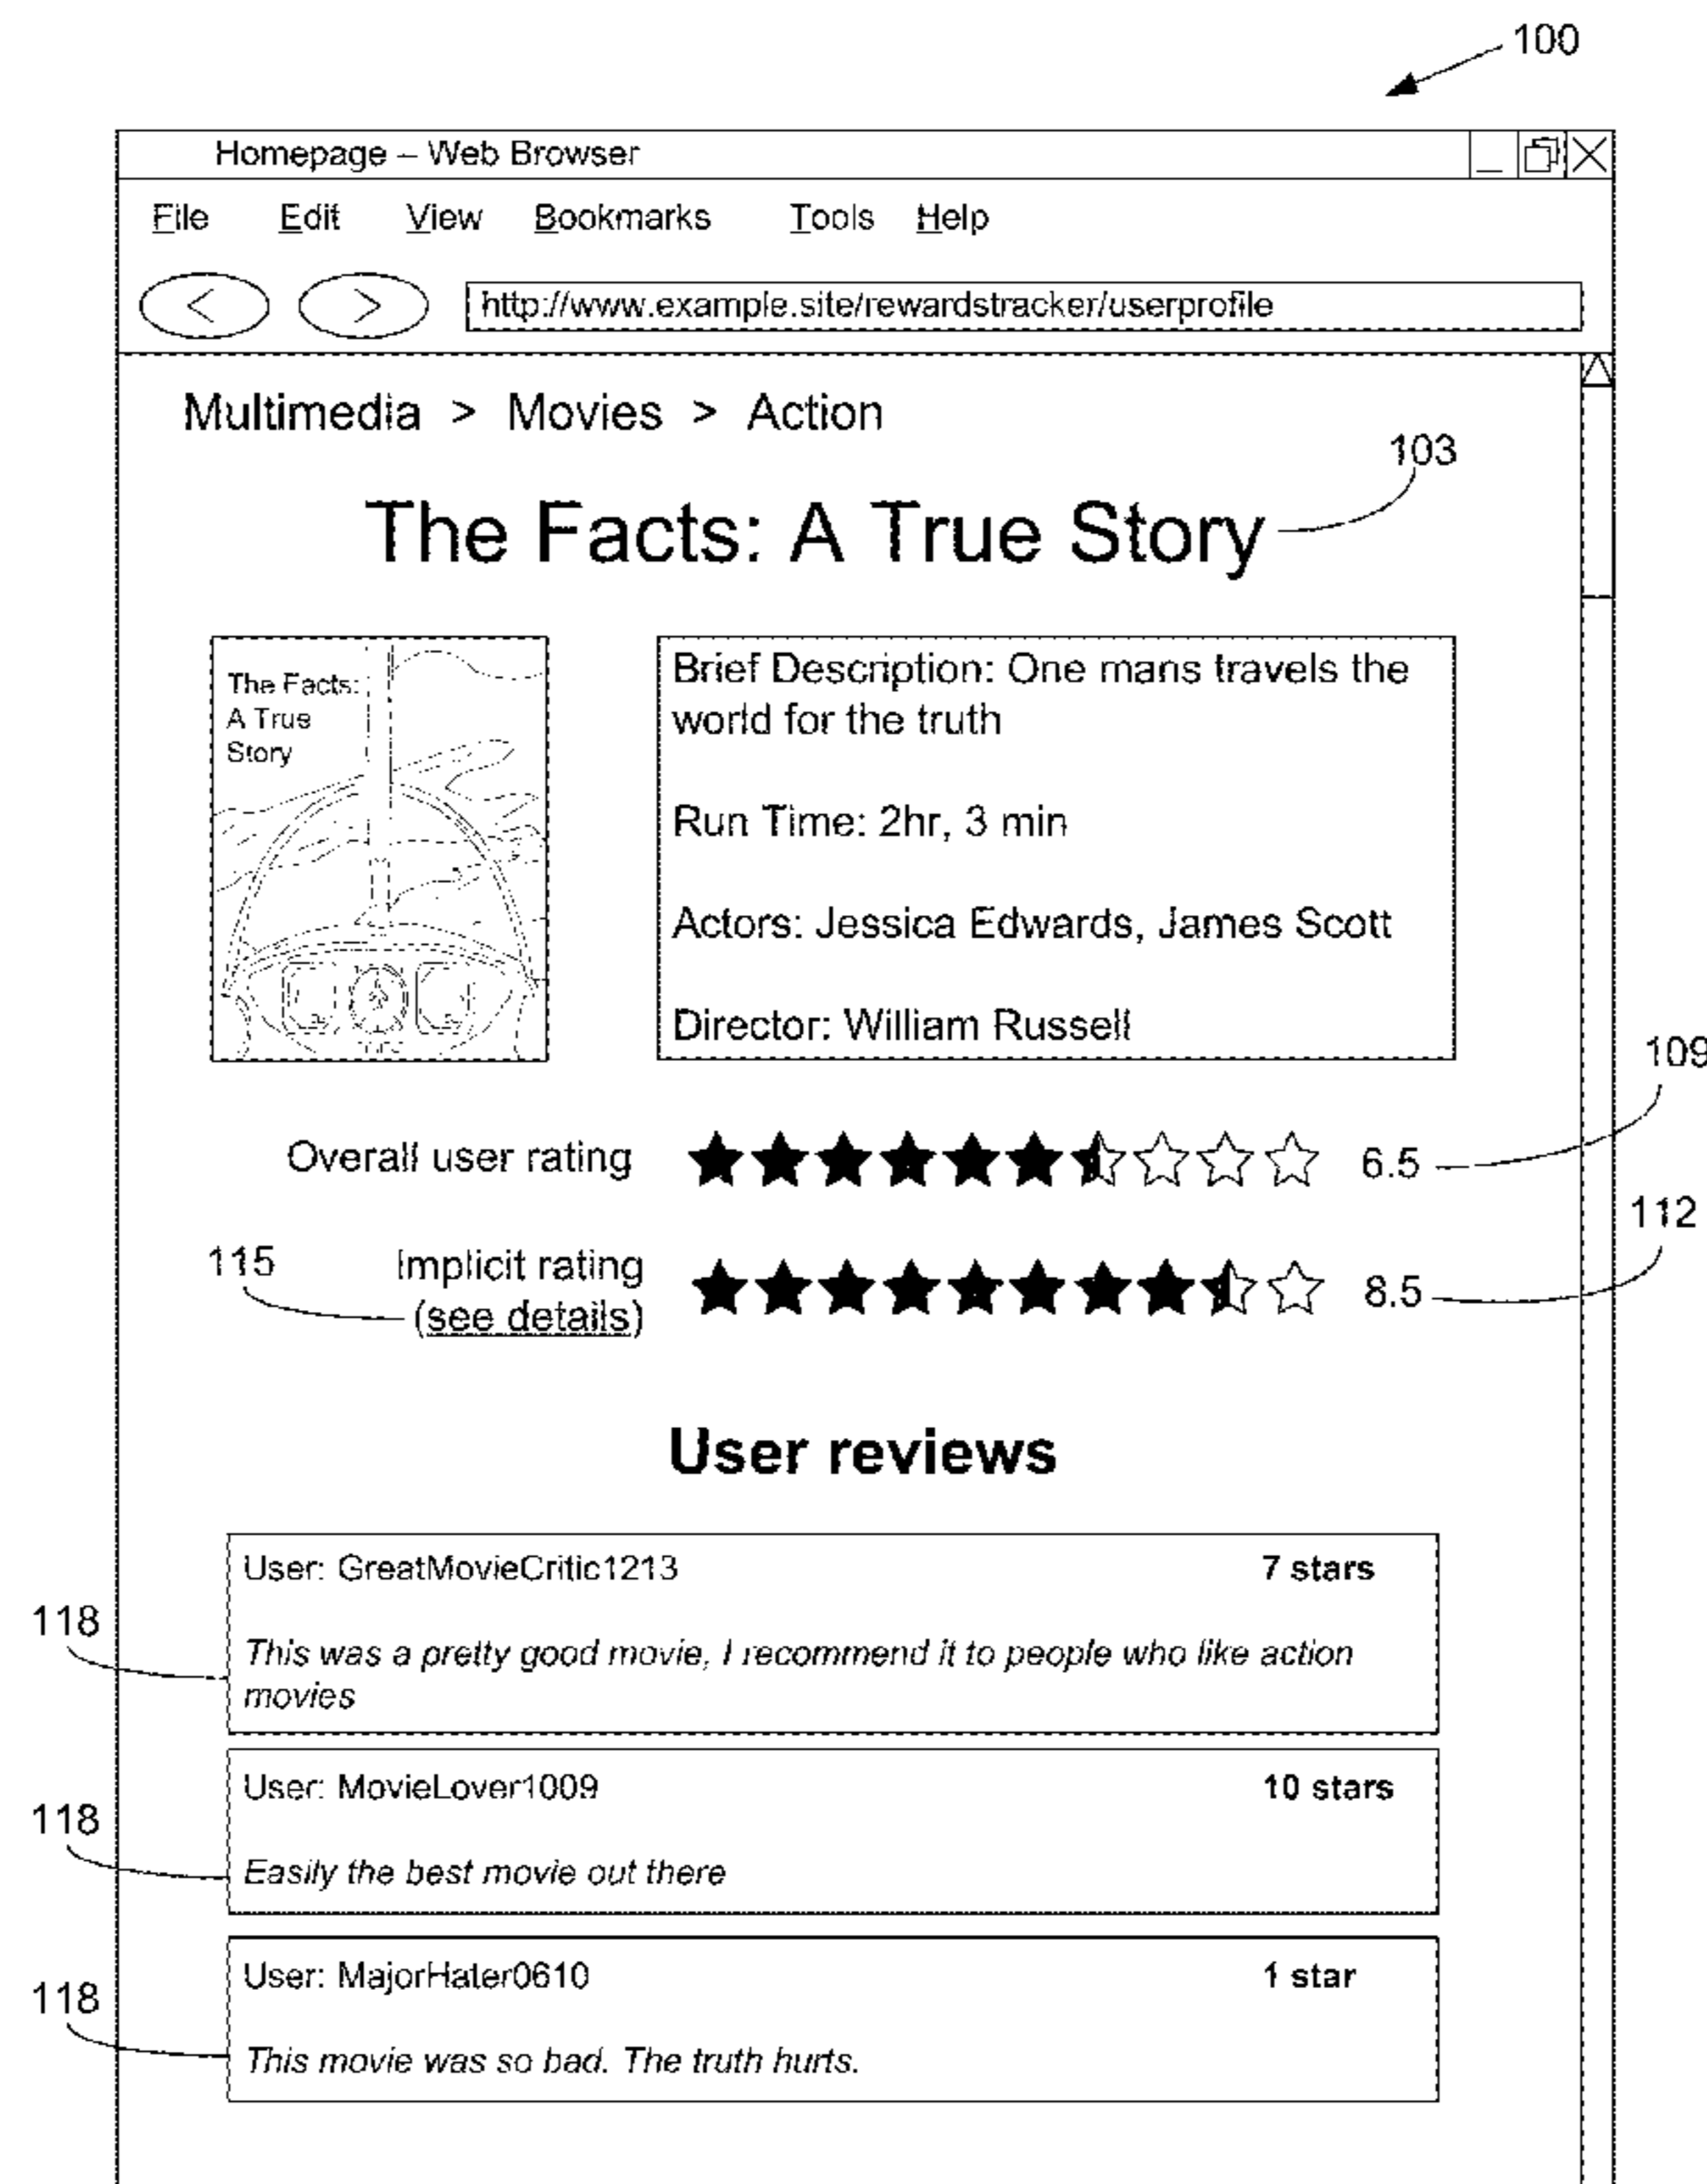 100
Homepage – Web Browser
File Edit View Bookmarks Tools Help
< >
http://www.example.site/rewardstracker/userprofile
Multimedia > Movies > Action
103
The Facts: A True Story
The Facts:
A True
Story
Brief Description: One mans travels the
world for the truth
Run Time: 2hr, 3 min
Actors: Jessica Edwards, James Scott
Director: William Russell
109
Overall user rating 6.5
112
115
Implicit rating 8.5
(see details)
User reviews
User: GreatMovieCritic1213 7 stars
118
This was a pretty good movie, I recommend it to people who like action
movies
User: MovieLover1009 10 stars
118
Easily the best movie out there
User: MajorHater0610 1 star
118
This movie was so bad. The truth hurts.